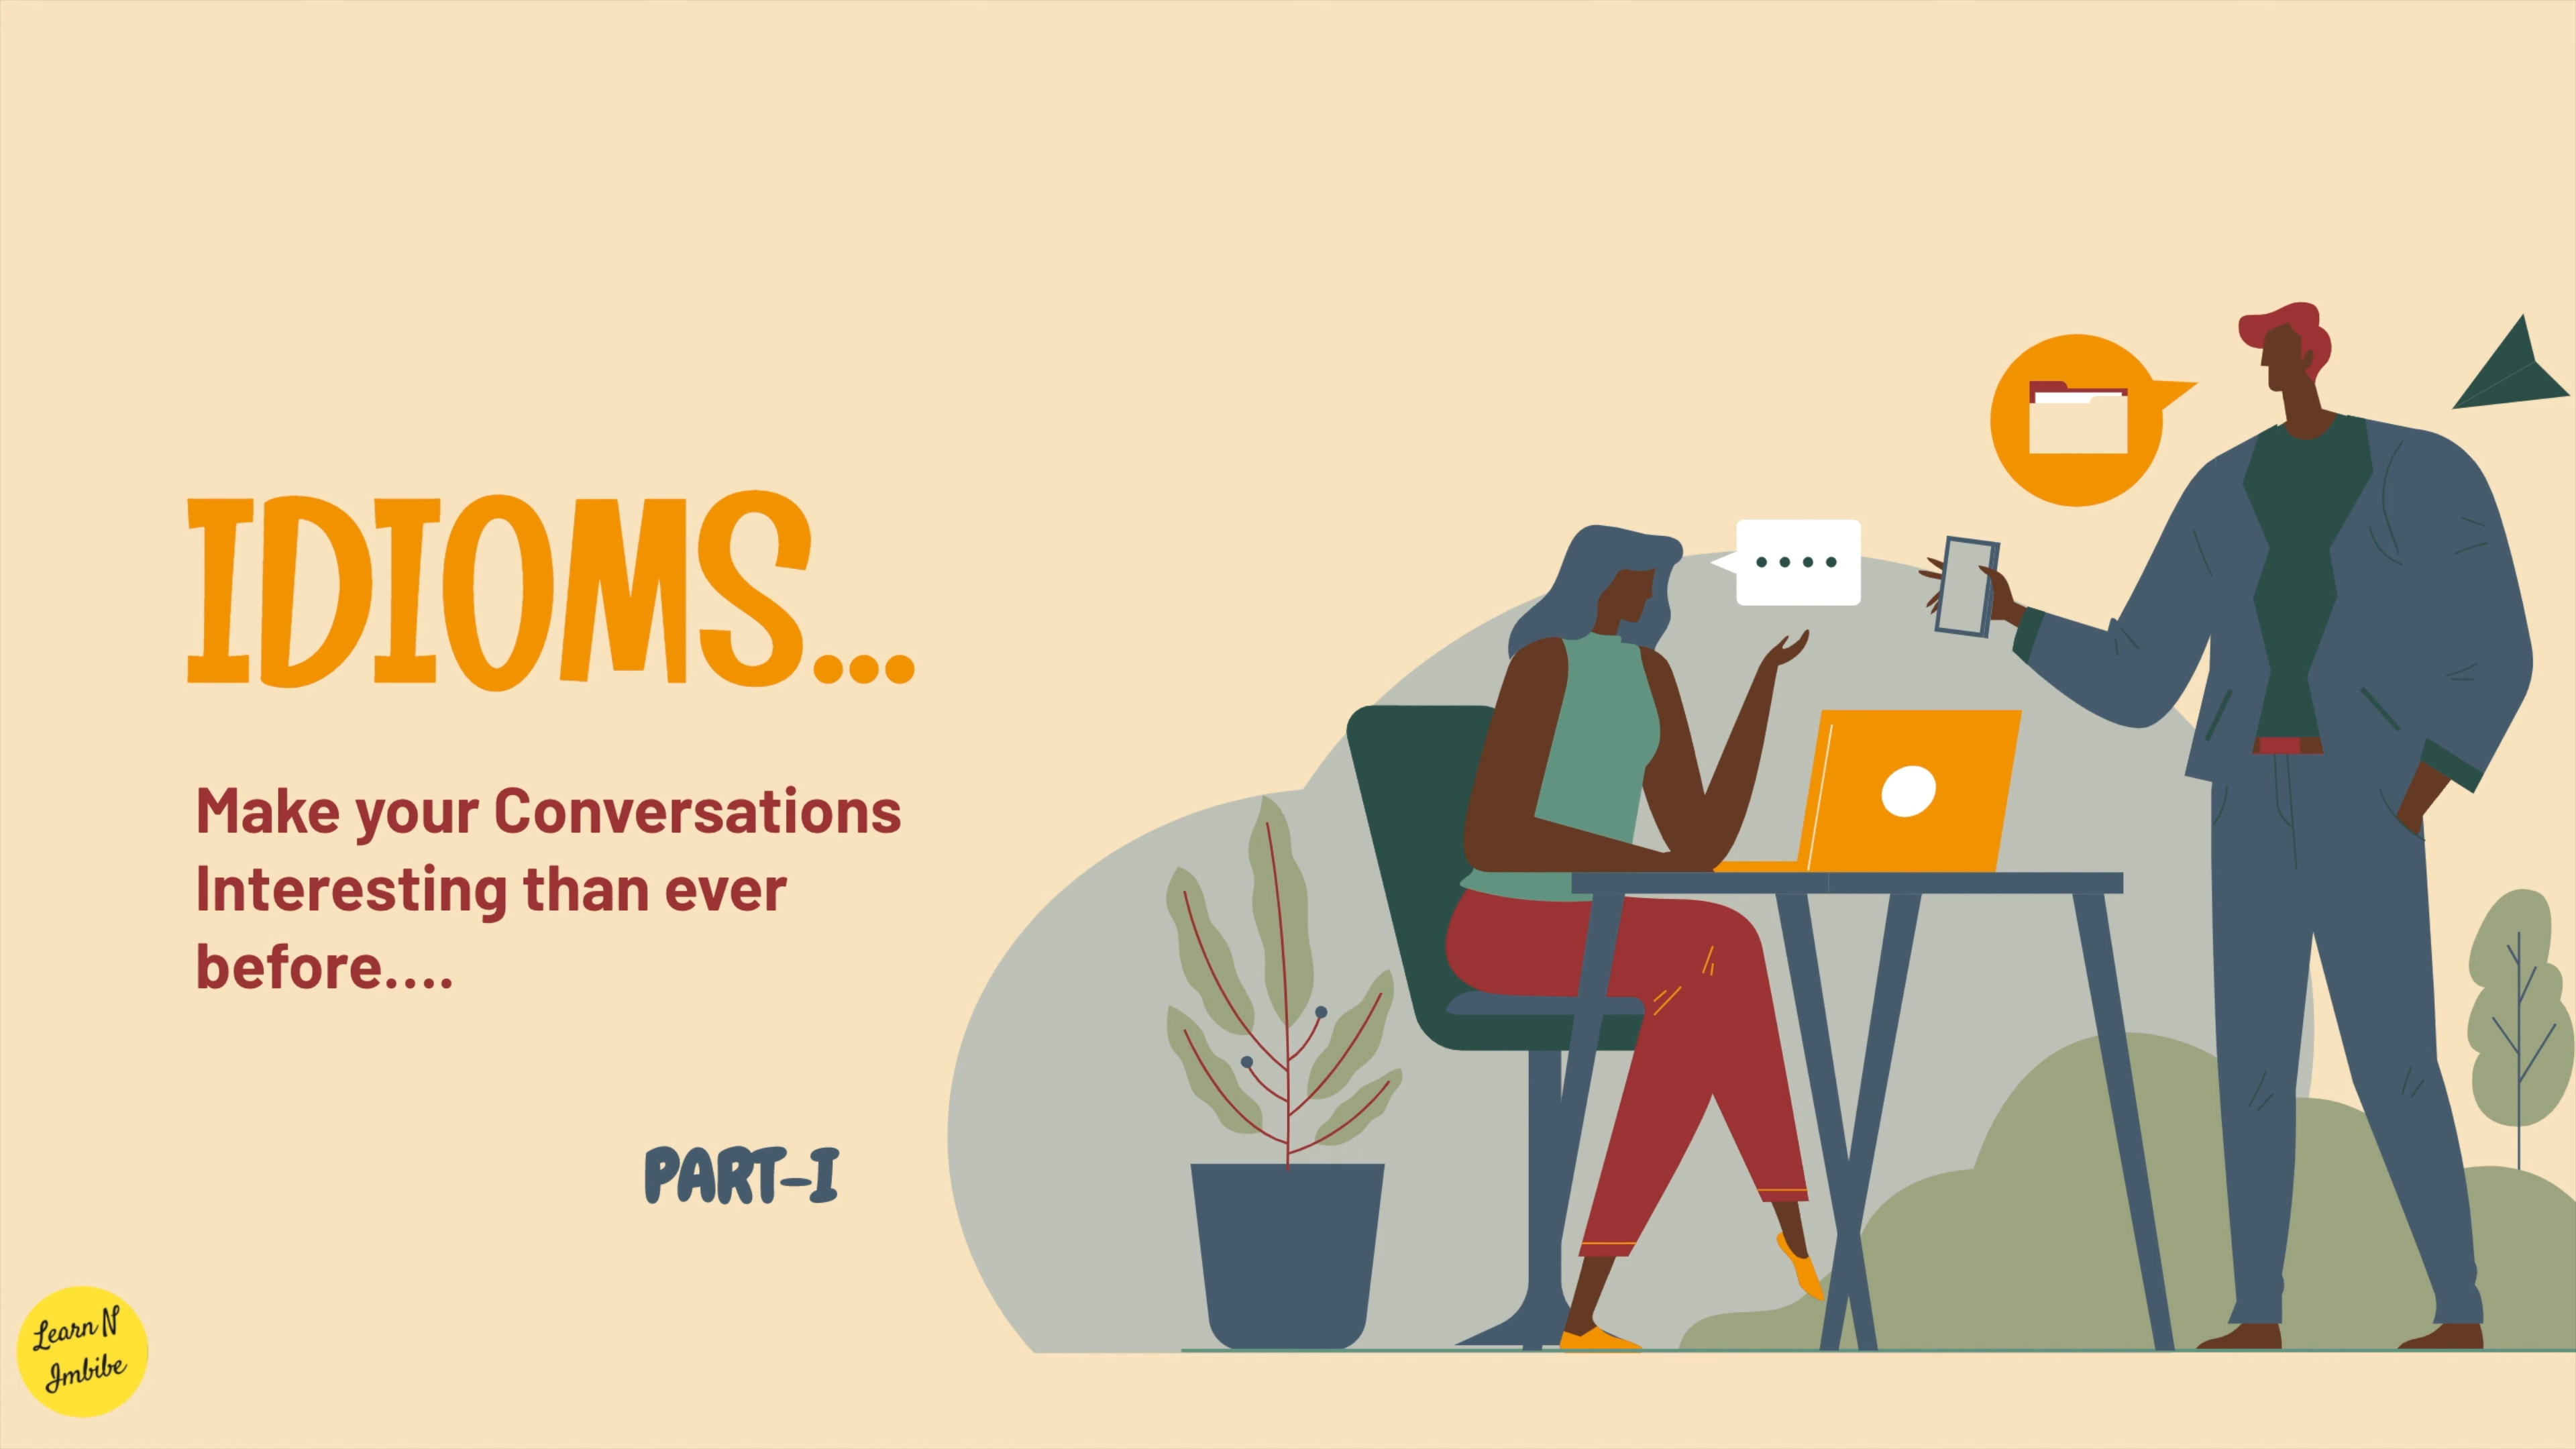 IDIOMS...
Make your Conversations
Interesting than ever
before....
PART-I
Learn N
Imbibe